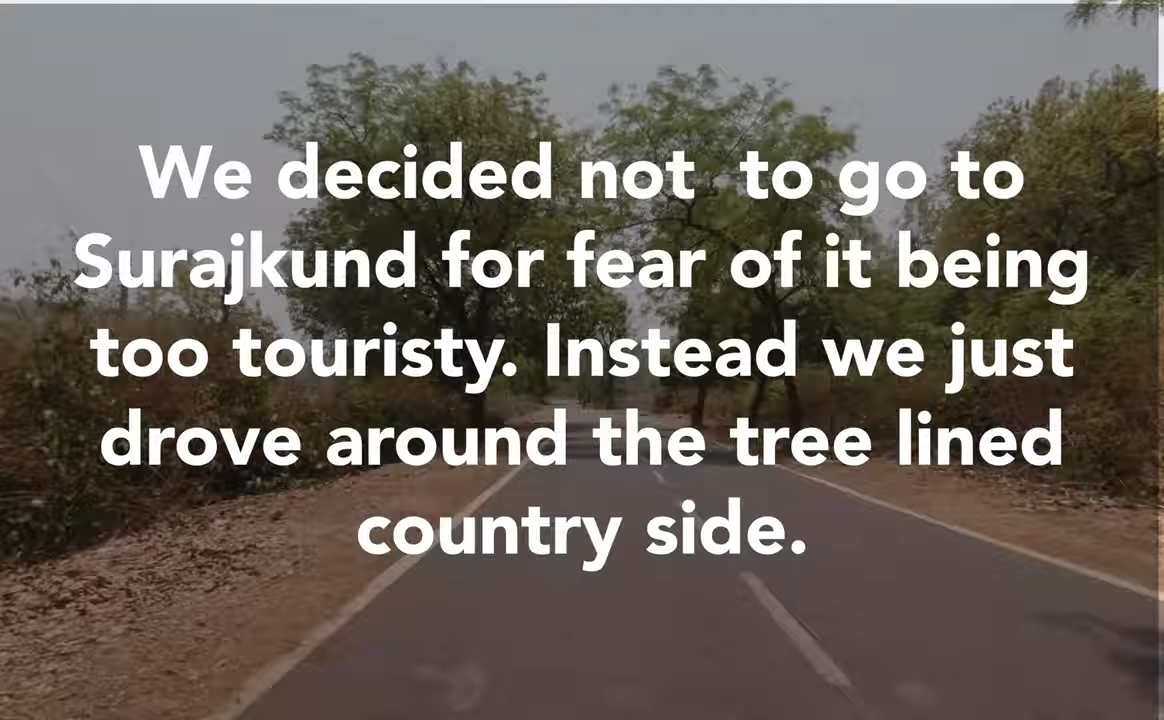 We decided not  to go to
Surajkund for fear of it being
too touristy. Instead we just
drove around the tree lined
country side.